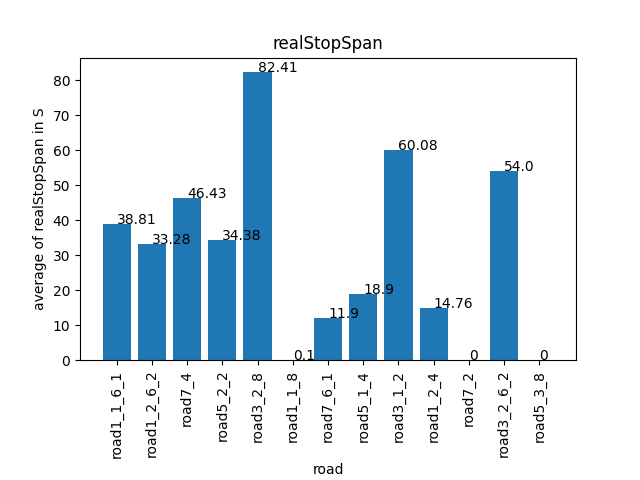 realStopSpan
average of realStopSpan in S
80
70
60
50
40
30
20
10
0
38.81
33.28
46.43
34.38
82.41
0.1
11.9
18.9
60.08
14.76
0
54.0
0
road1_1_6_1
road1_2_6_2
road7_4
road5_2_2
road3_2_8
road1_1_8
road7_6_1
road5_1_4
road3_1_2
road1_2_4
road7_2
road3_2_6_2
road5_3_8
road